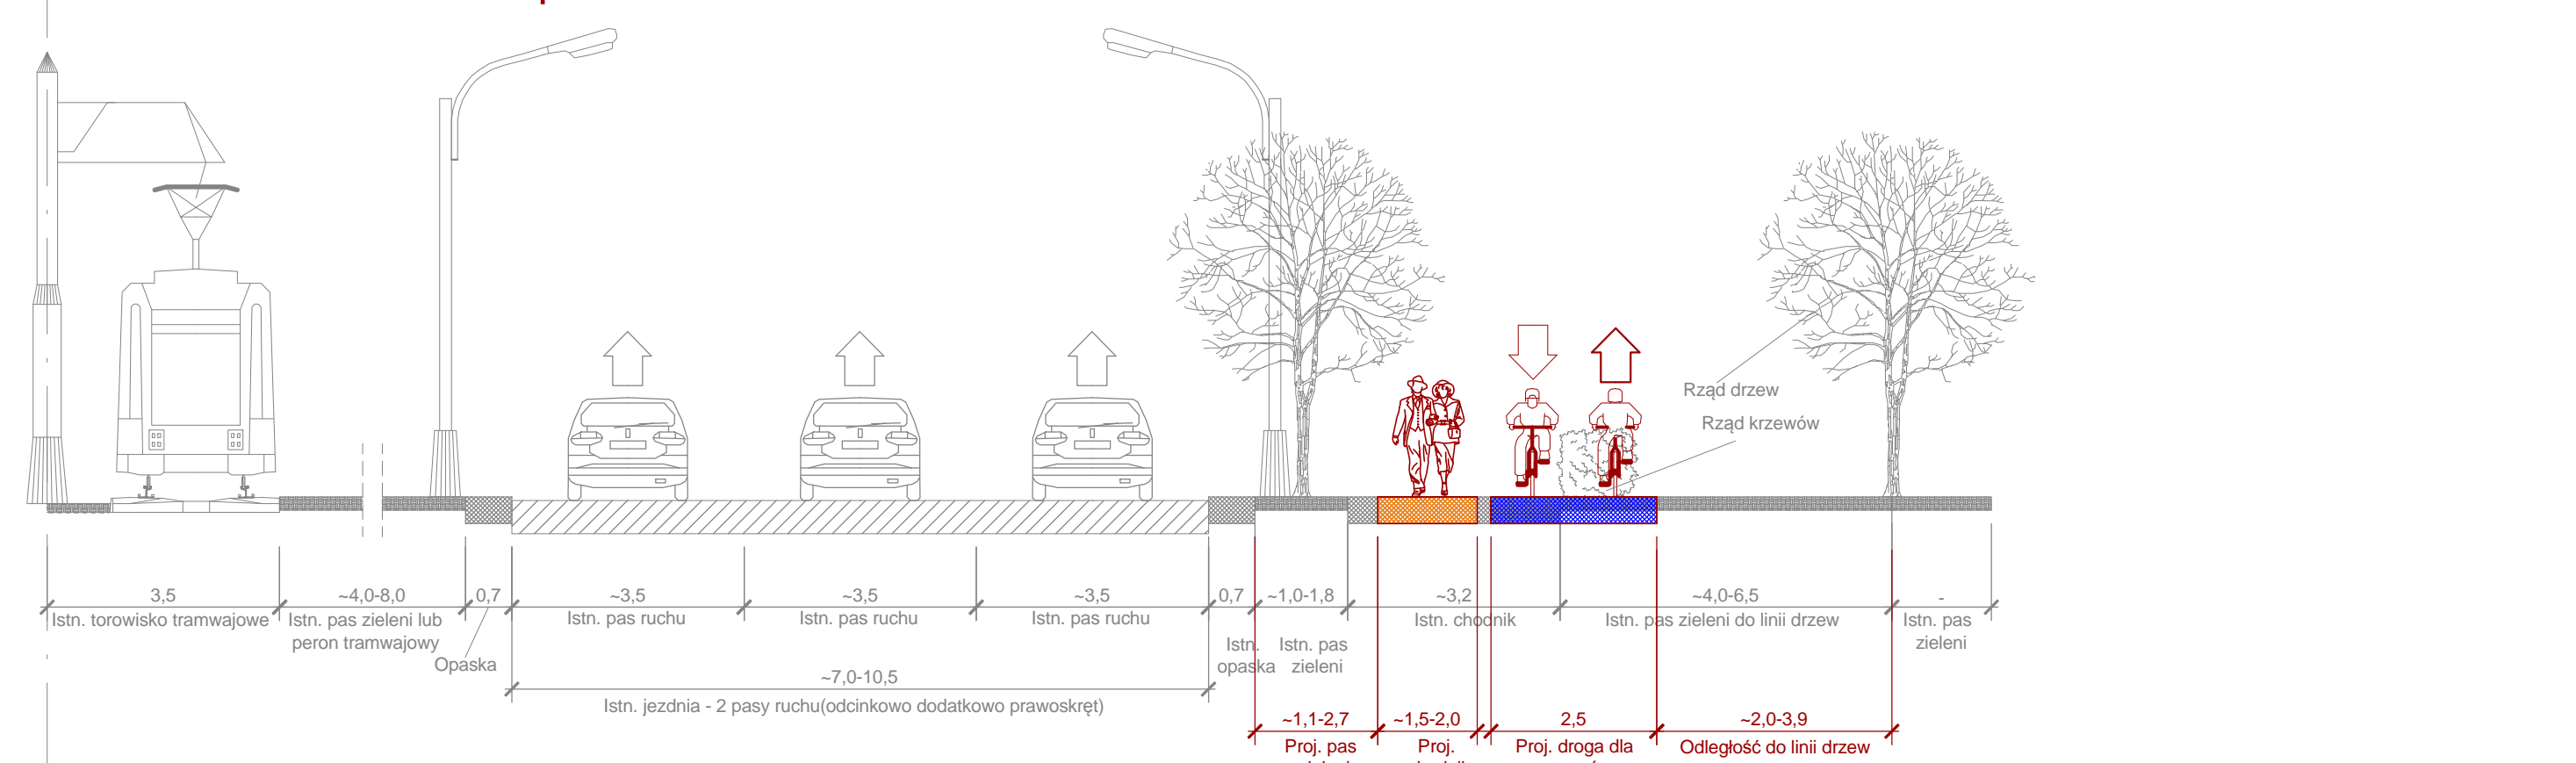 Rząd drzew
Rząd krzewów
3,5
~4,0-8,0
0,7
~3,5
~3,5
~3,5
0,7
~1,0-1,8
~3,2
~4,0-6,5
-
Istn. torowisko tramwajowe
Istn. pas zieleni lub
peron tramwajowy
Opaska
Istn. pas ruchu
Istn. pas ruchu
Istn. pas ruchu
Istn.
opaska
Istn. pas
zieleni
Istn. chodnik
Istn. pas zieleni do linii drzew
Istn. pas
zieleni
~7,0-10,5
Istn. jezdnia - 2 pasy ruchu(odcinkowo dodatkowo prawoskręt)
~1,1-2,7
~1,5-2,0
2,5
~2,0-3,9
Proj. pas
Proj.
Proj. droga dla
Odległość do linii drzew